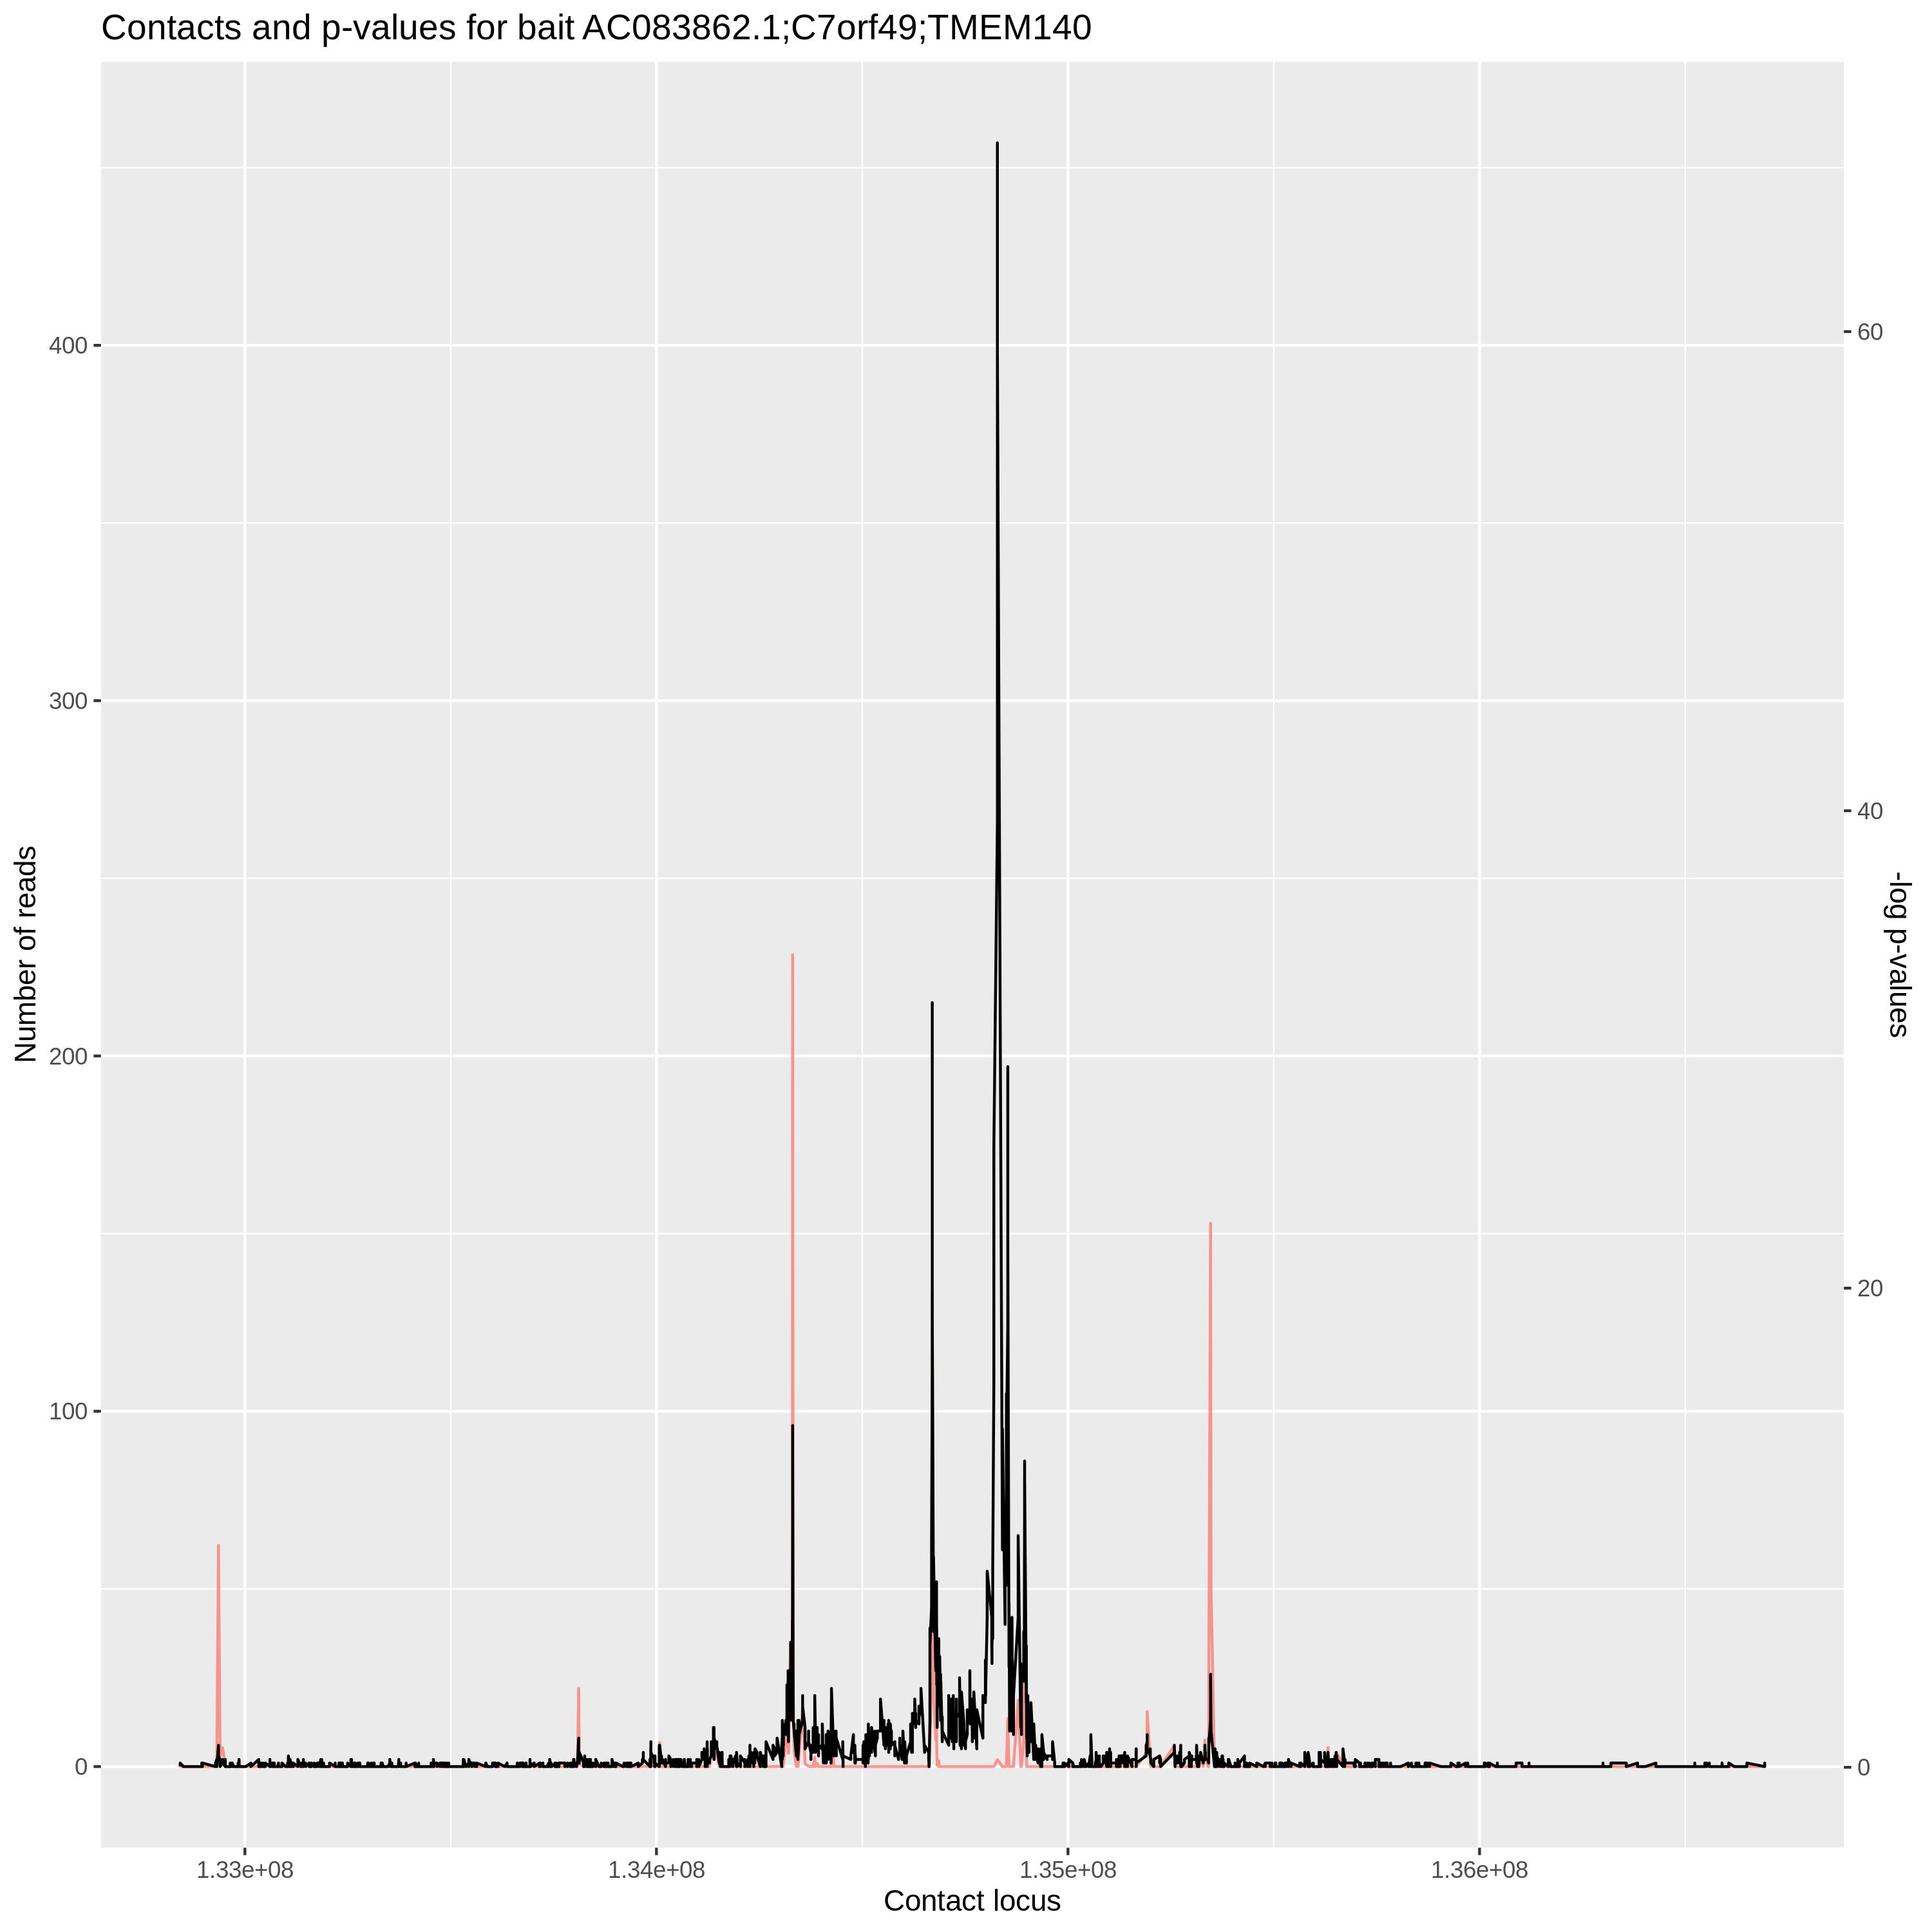 Contacts and p-values for bait AC083862.1;C7orf49;TMEM140
400
300
200
100
0
Number of reads
60
40
20
0
-log p-values
1.33e+08
1.34e+08
1.35e+08
1.36e+08
Contact locus